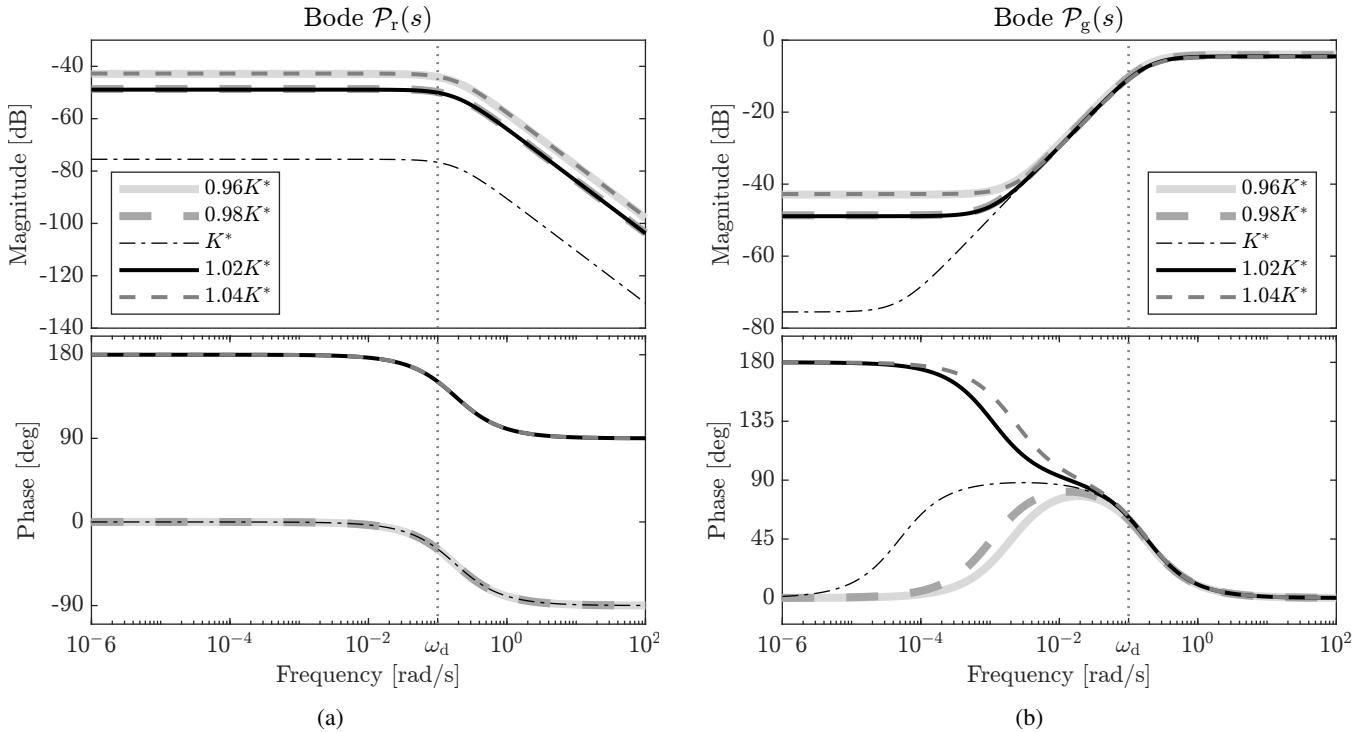 Bode 𝒫r(s)
Magnitude [dB]
-40
-60
-80
-100
-120
-140
0.96K*
0.98K*
K*
1.02K*
1.04K*
Phase [deg]
180
90
0
-90
10⁻⁶
10⁻⁴
10⁻²
ωd
10⁰
10²
Frequency [rad/s]
(a)
Bode 𝒫g(s)
Magnitude [dB]
0
-20
-40
-60
-80
0.96K*
0.98K*
K*
1.02K*
1.04K*
Phase [deg]
180
135
90
45
0
10⁻⁶
10⁻⁴
10⁻²
ωd
10⁰
10²
Frequency [rad/s]
(b)